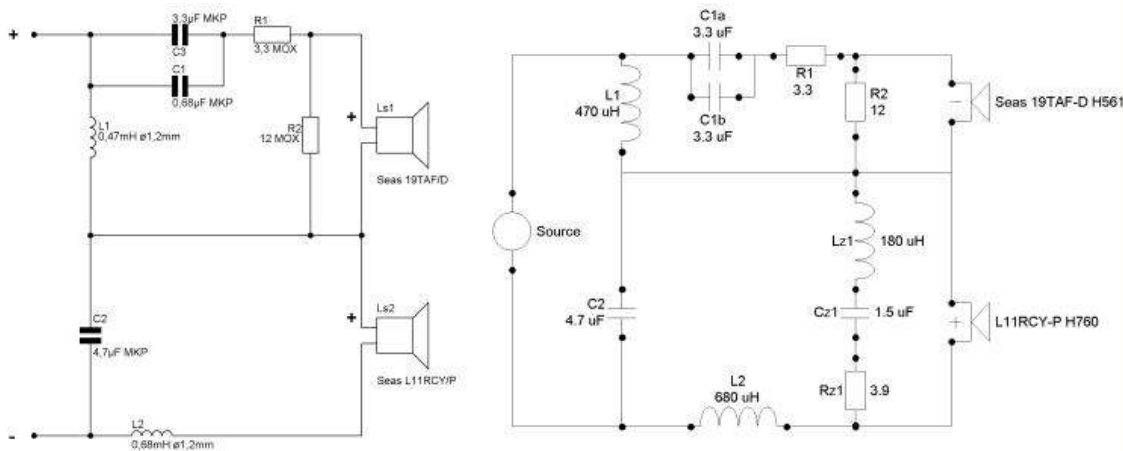 +
3,3µF MKP
C3
C1
0,68µF MKP
R1
3,3 MOX
L1
0,47mH ø1,2mm
R2
12 MOX
+
Ls1
Seas 19TAF/D
C2
4,7µF MKP
+
Ls2
Seas L11RCY/P
-
L2
0,68mH ø1,2mm
C1a
3.3 uF
C1b
3.3 uF
R1
3.3
L1
470 uH
R2
12
Seas 19TAF-D H561
Source
Lz1
180 uH
C2
4.7 uF
Cz1
1.5 uF
L11RCY-P H760
L2
680 uH
Rz1
3.9